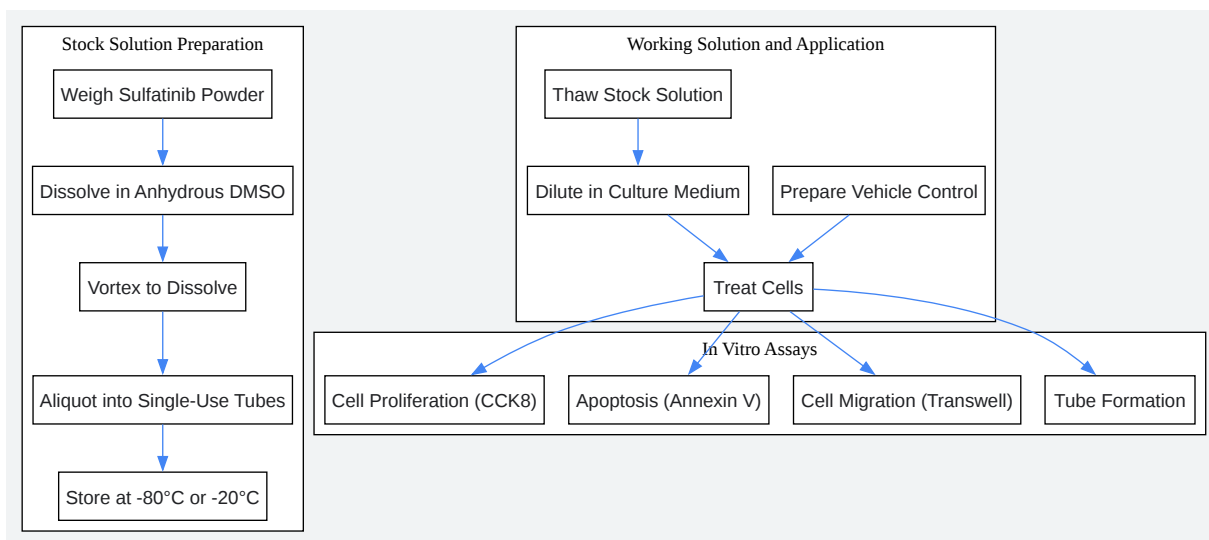 Stock Solution Preparation
Weigh Sulfatinib Powder
Dissolve in Anhydrous DMSO
Vortex to Dissolve
Aliquot into Single-Use Tubes
Store at -80°C or -20°C
Working Solution and Application
Thaw Stock Solution
Dilute in Culture Medium
Prepare Vehicle Control
Treat Cells
In Vitro Assays
Cell Proliferation (CCK8)
Apoptosis (Annexin V)
Cell Migration (Transwell)
Tube Formation